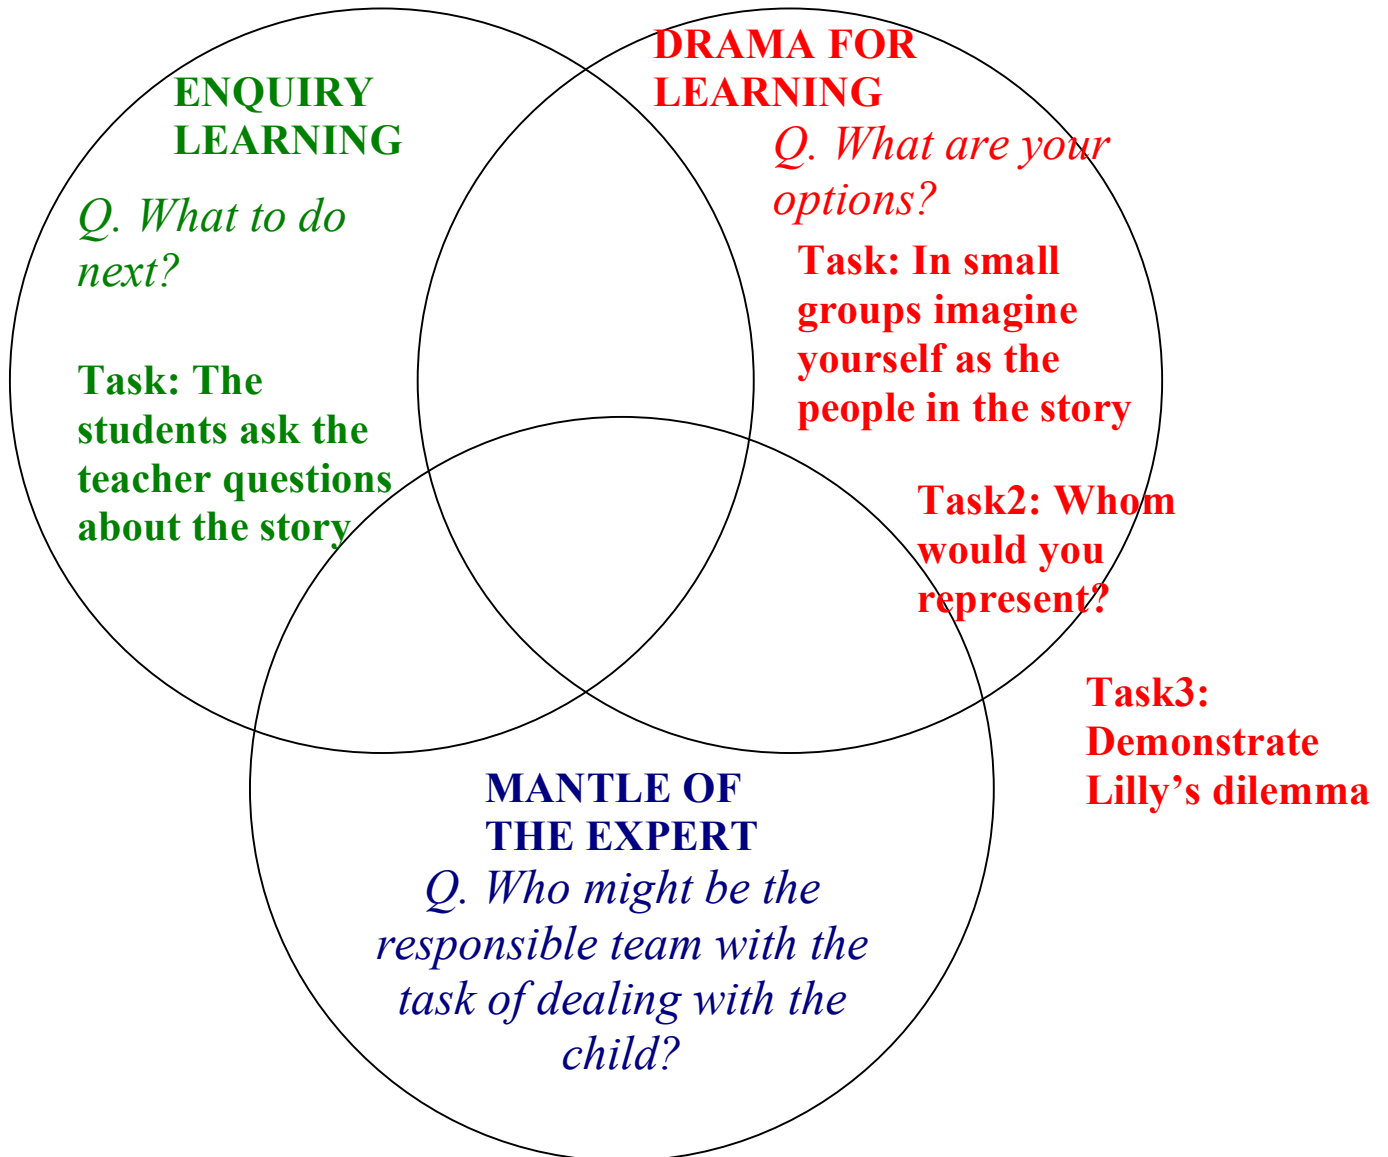 ENQUIRY
LEARNING
Q. What to do
next?
Task: The
students ask the
teacher questions
about the story
DRAMA FOR
LEARNING
Q. What are your
options?
Task: In small
groups imagine
yourself as the
people in the story
Task2: Whom
would you
represent?
Task3:
Demonstrate
Lilly’s dilemma
MANTLE OF
THE EXPERT
Q. Who might be the
responsible team with the
task of dealing with the
child?